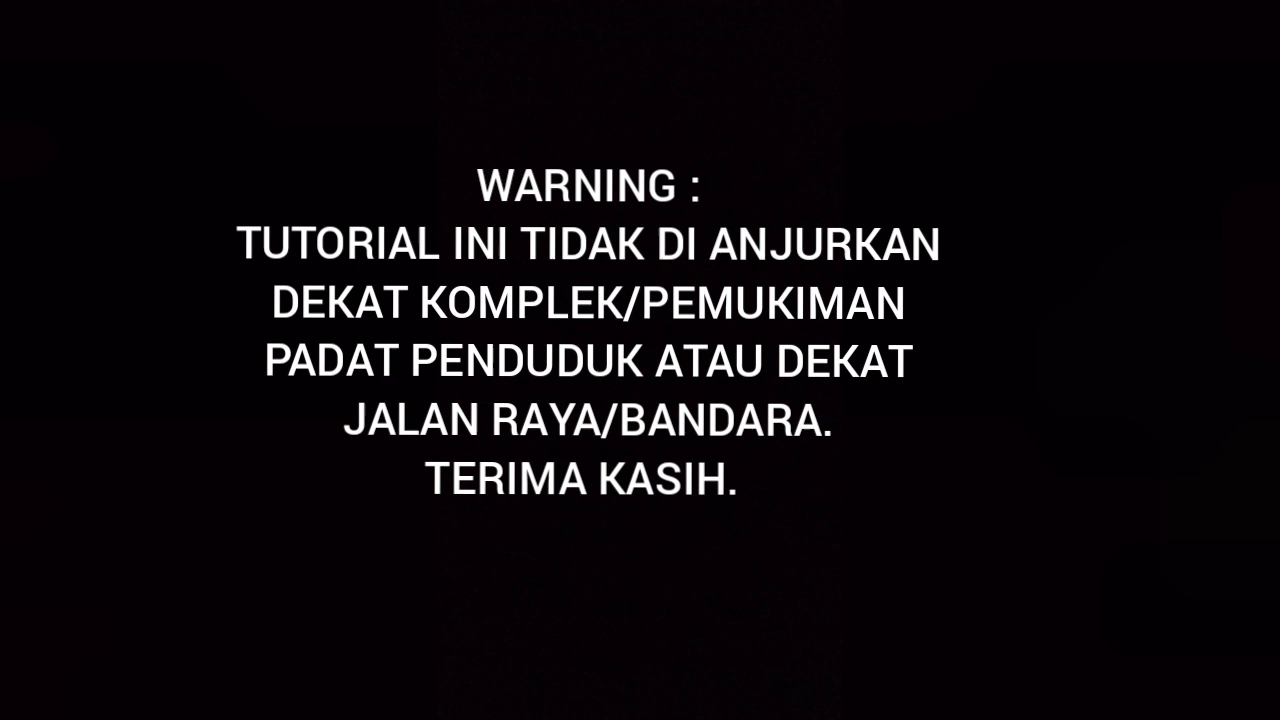 WARNING :
TUTORIAL INI TIDAK DI ANJURKAN
DEKAT KOMPLEK/PEMUKIMAN
PADAT PENDUDUK ATAU DEKAT
JALAN RAYA/BANDARA.
TERIMA KASIH.